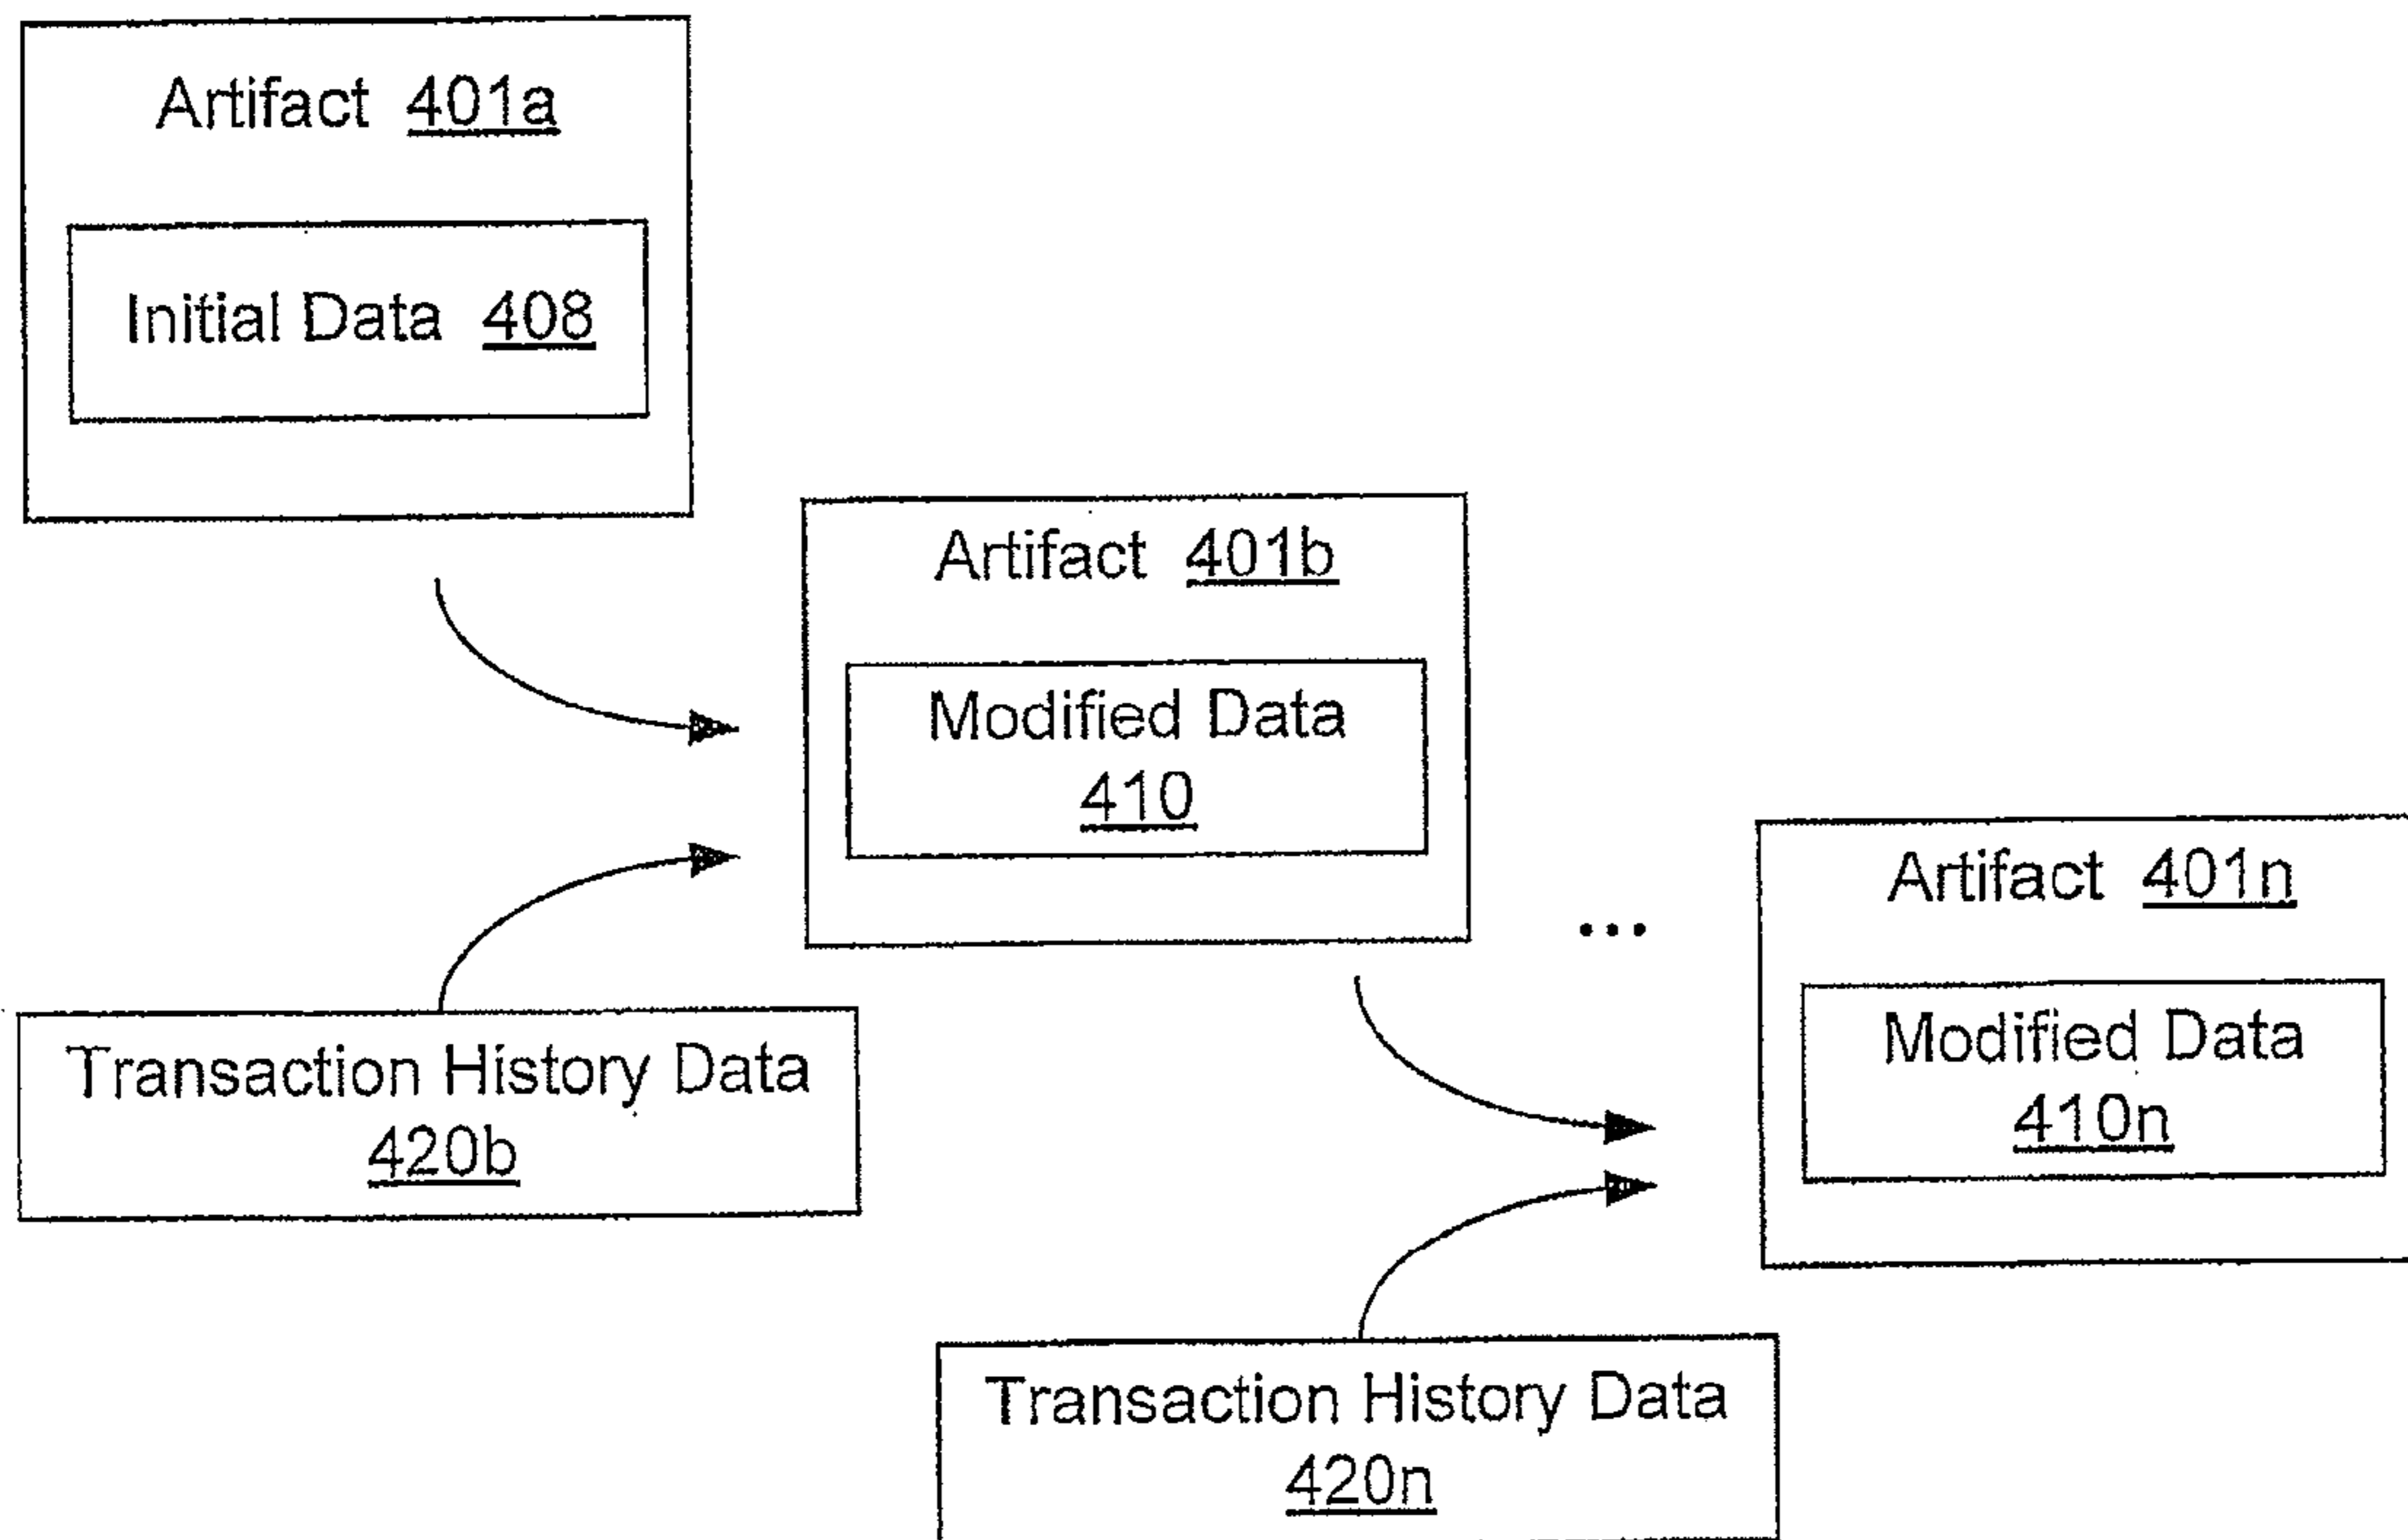 Artifact 401a
Initial Data 408
Artifact 401b
Modified Data
410
...
Artifact 401n
Modified Data
410n
Transaction History Data
420b
Transaction History Data
420n